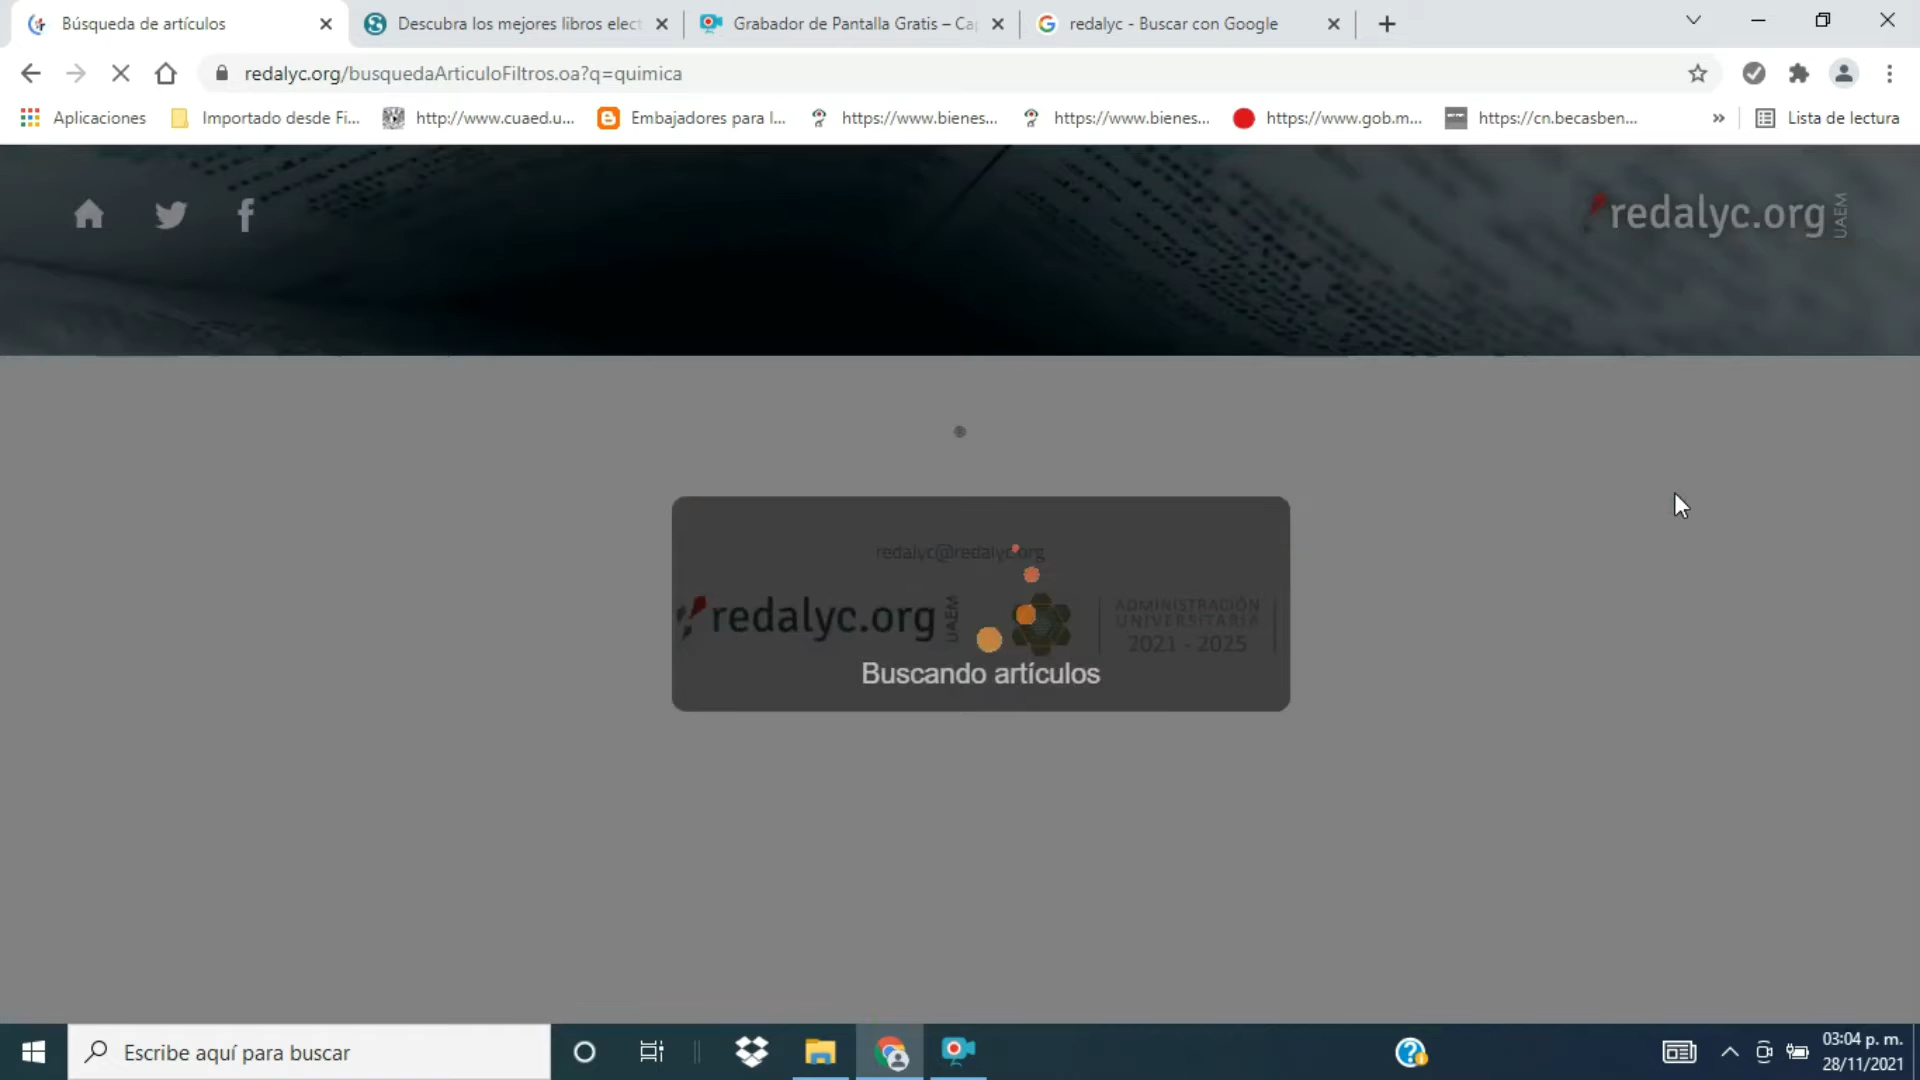 Búsqueda de artículos
Descubra los mejores libros elect
Grabador de Pantalla Gratis – Ca
redalyc - Buscar con Google
redalyc.org/busquedaArticuloFiltros.oa?q=quimica
Aplicaciones
Importado desde Fi...
http://www.cuaed.u...
Embajadores para l...
https://www.bienes...
https://www.bienes...
https://www.gob.m...
https://cn.becasben...
»
Lista de lectura
redalyc.org
UAEM
redalyc@redalyc.org
redalyc.org
UAEM
ADMINISTRACIÓN
UNIVERSITARIA
2021 - 2025
Buscando artículos
Escribe aquí para buscar
03:04 p. m.
28/11/2021